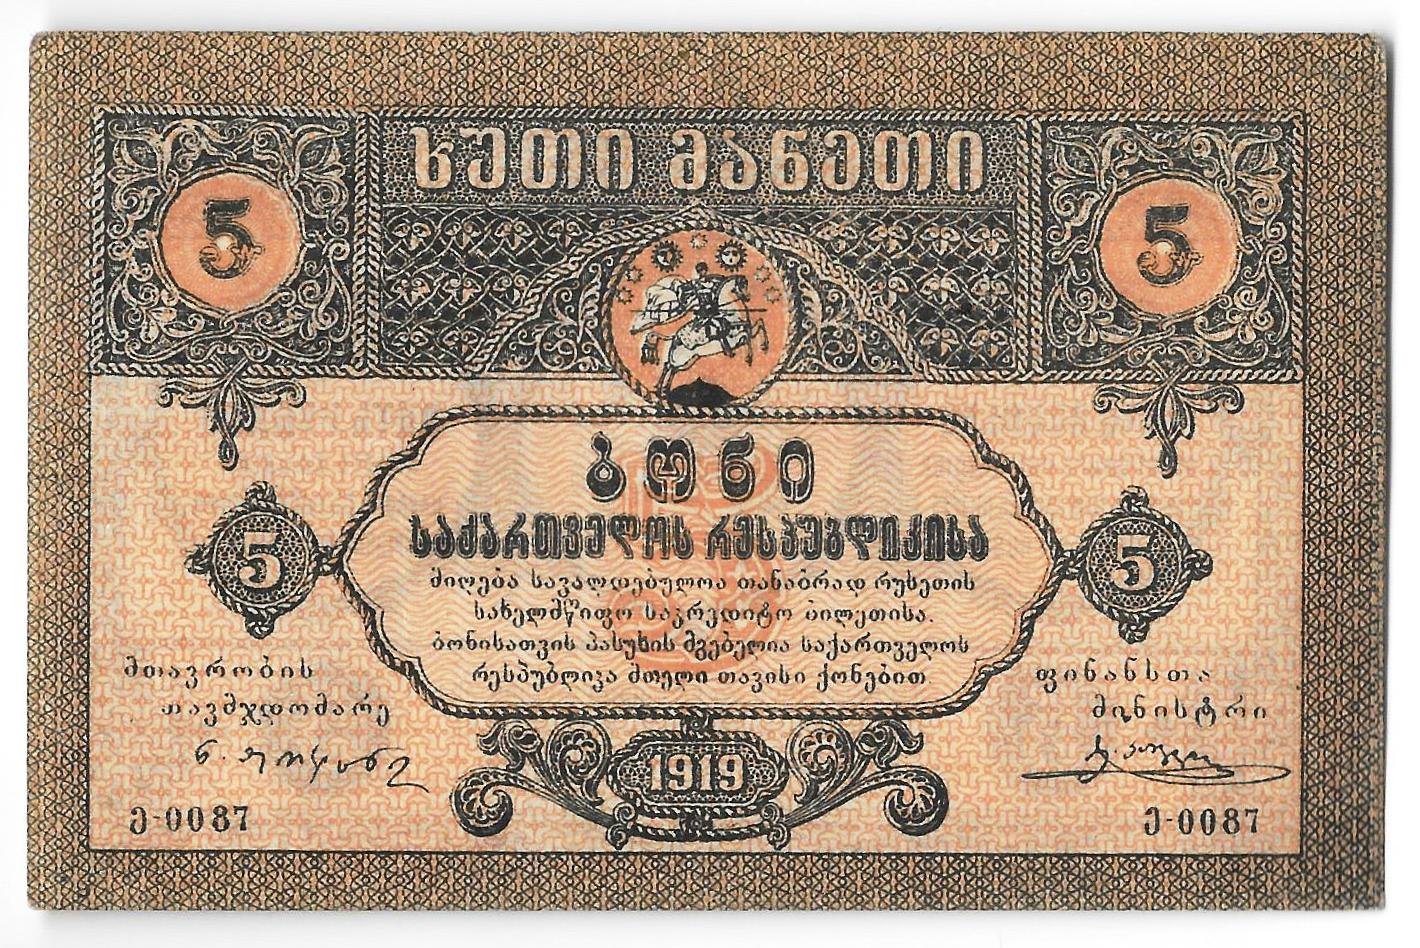 ხუთი მანეთი
5
5
ბონი
საქართველოს რესპუბლიკისა
მიღება სავალდებულოა თანაბრად რუსეთის
სახელმწიფო საკრედიტო ბილეთისა.
ბონისათვის პასუხის მგებელია საქართველოს
რესპუბლიკა მთელი თავისი ქონებით
5
5
მთავრობის
თავმჯდომარე
ფინანსთა
მინისტრი
1919
ე-0087
ე-0087